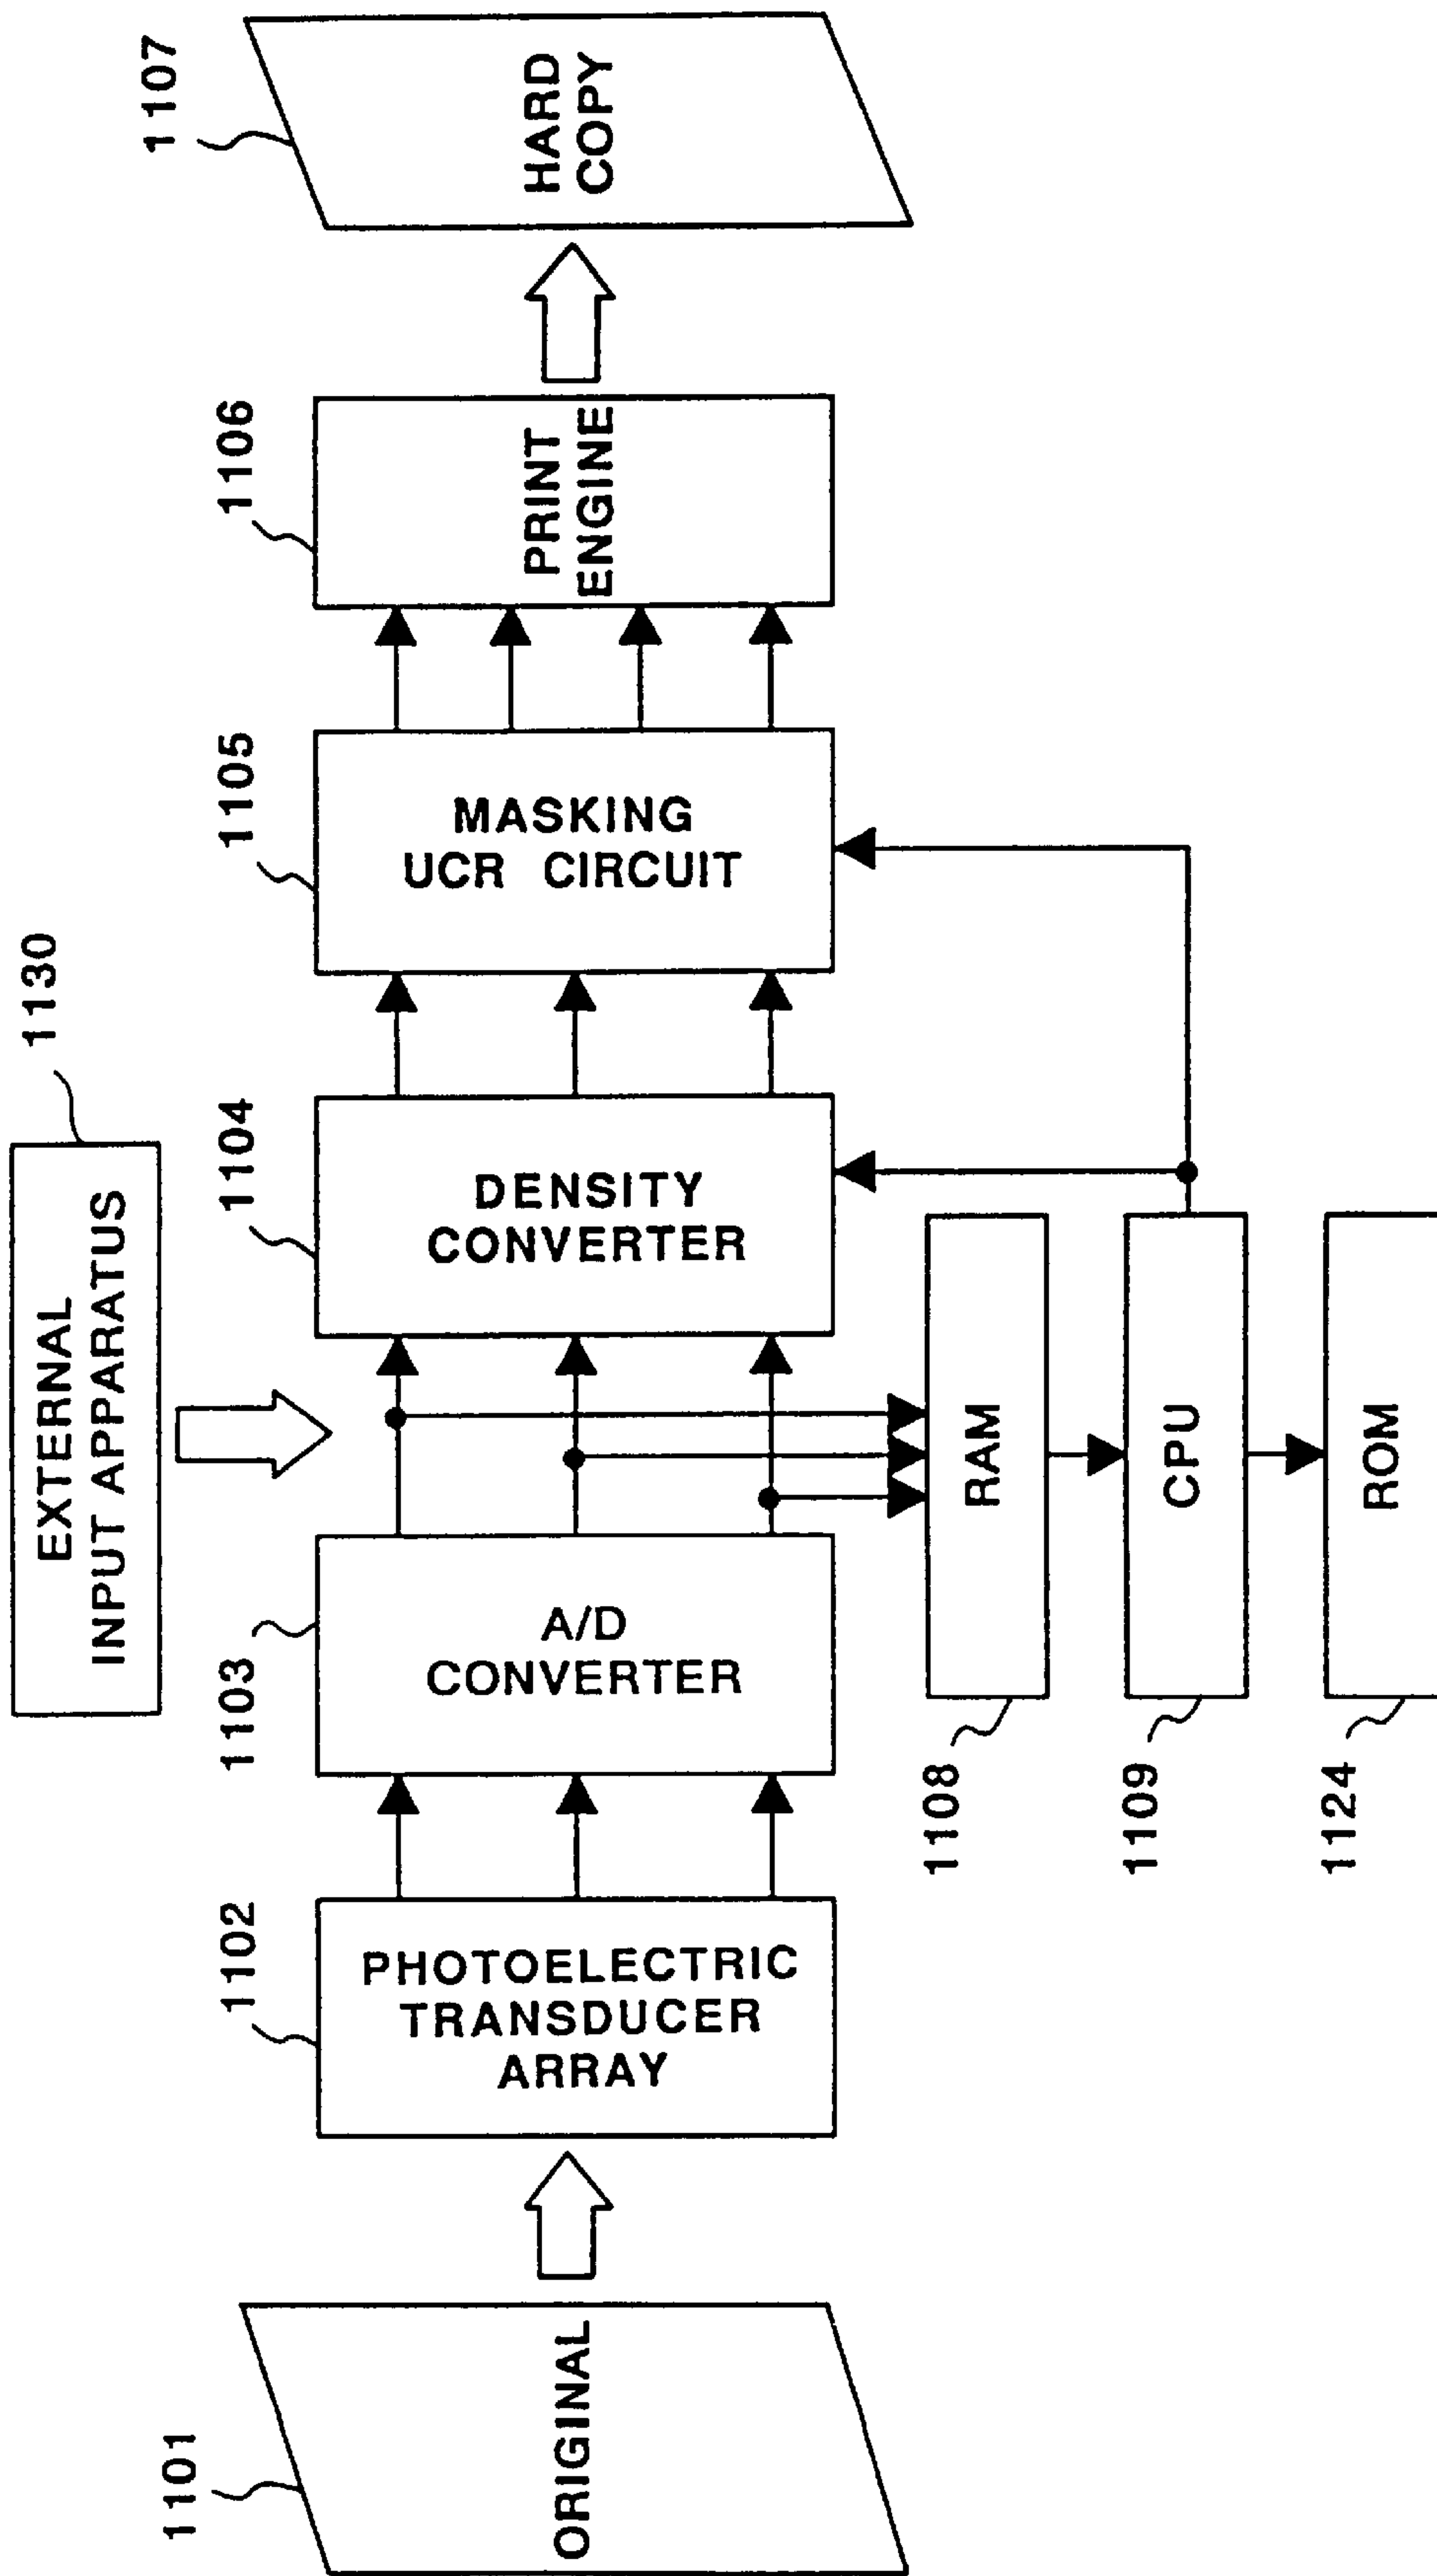 EXTERNAL
INPUT APPARATUS
1130
1101
ORIGINAL
1102
PHOTOELECTRIC
TRANSDUCER
ARRAY
1103
A/D
CONVERTER
1104
DENSITY
CONVERTER
1105
MASKING
UCR CIRCUIT
1106
PRINT
ENGINE
1107
HARD
COPY
1108
RAM
1109
CPU
1124
ROM